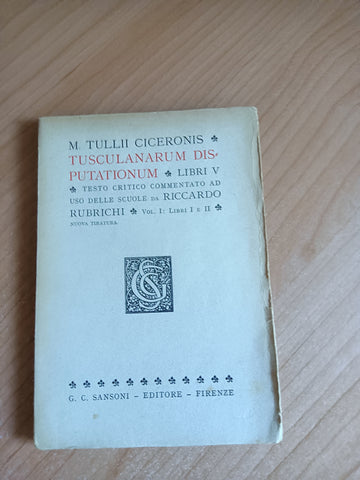 M. TULLII CICERONIS
TUSCULANARUM DIS-
PUTATIONUM LIBRI V
TESTO CRITICO COMMENTATO AD
USO DELLE SCUOLE DA RICCARDO
RUBRICHI VOL. I: LIBRI I E II
NUOVA TIRATURA.
G. C. SANSONI - EDITORE - FIRENZE